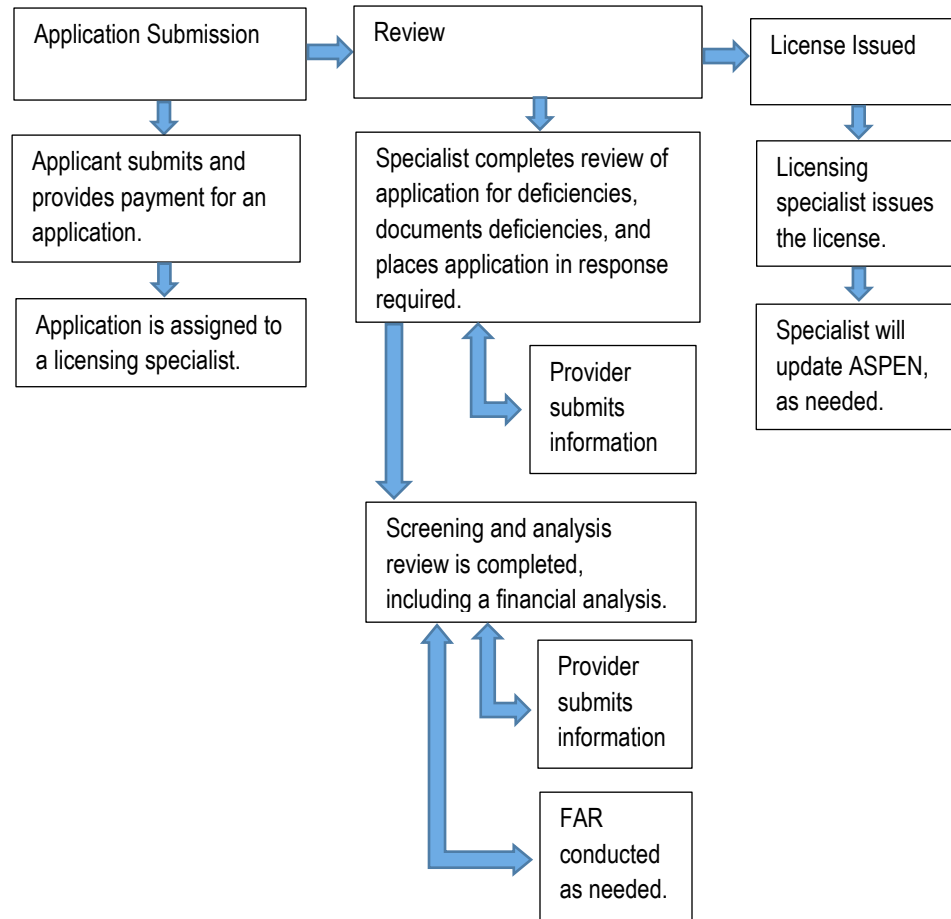 Application Submission
Applicant submits and
provides payment for an
application.
Application is assigned to
a licensing specialist.
Review
Specialist completes review of
application for deficiencies,
documents deficiencies, and
places application in response
required.
Provider
submits
information
Screening and analysis
review is completed,
including a financial analysis.
Provider
submits
information
FAR
conducted
as needed.
License Issued
Licensing
specialist issues
the license.
Specialist will
update ASPEN,
as needed.